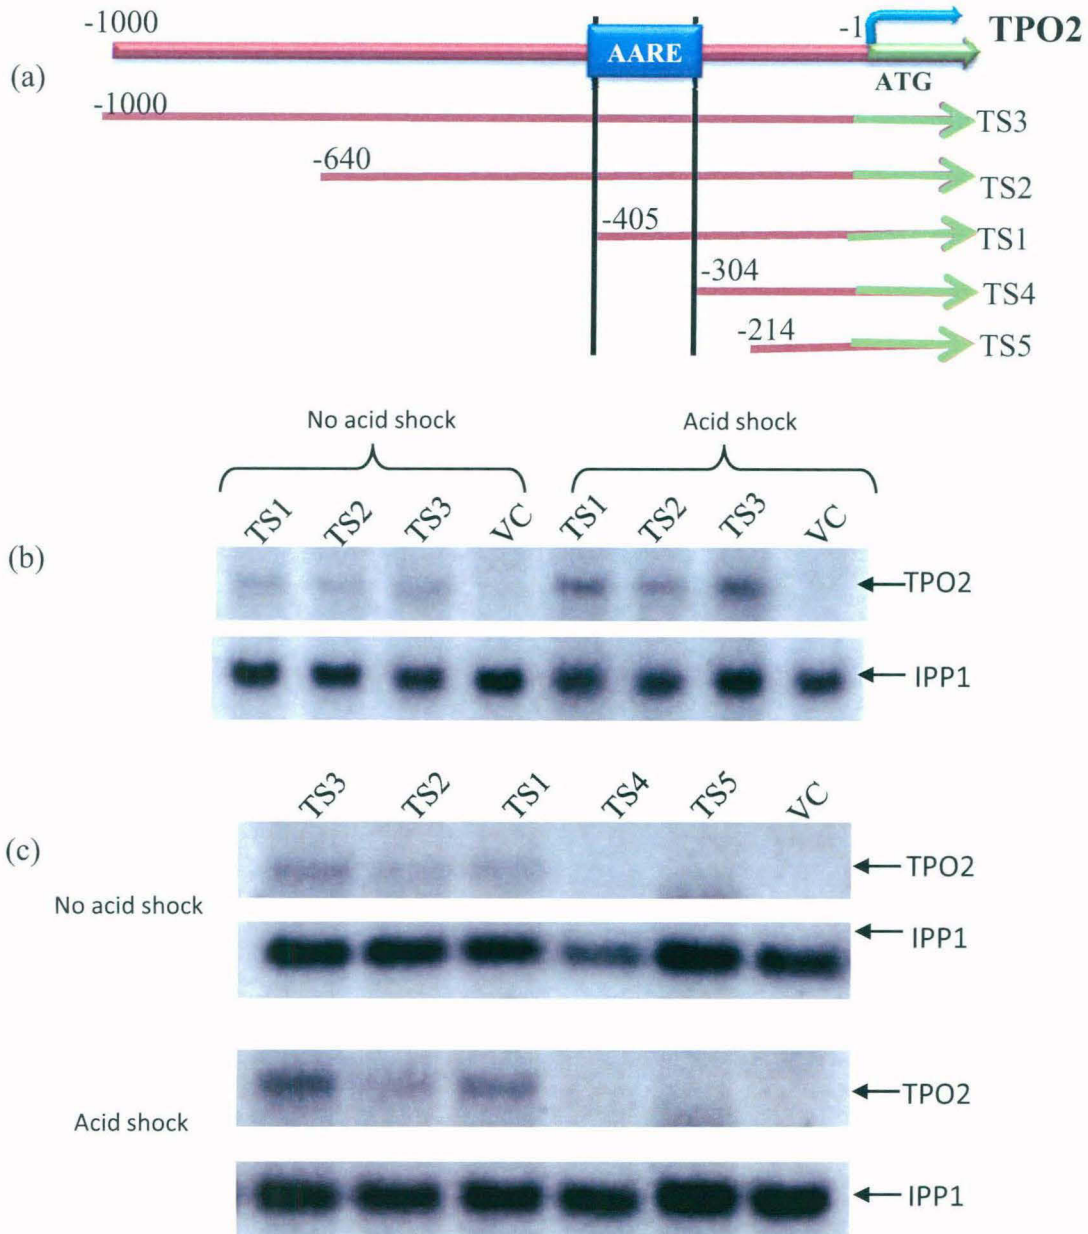 -1000
-1
TPO2
(a)
AARE
ATG
-1000
TS3
-640
TS2
-405
TS1
-304
TS4
-214
TS5
No acid shock
Acid shock
TS1 TS2 TS3 VC TS1 TS2 TS3 VC
(b)
TPO2
IPP1
TS3 TS2 TS1 TS4 TS5 VC
(c)
TPO2
No acid shock
IPP1
TPO2
Acid shock
IPP1